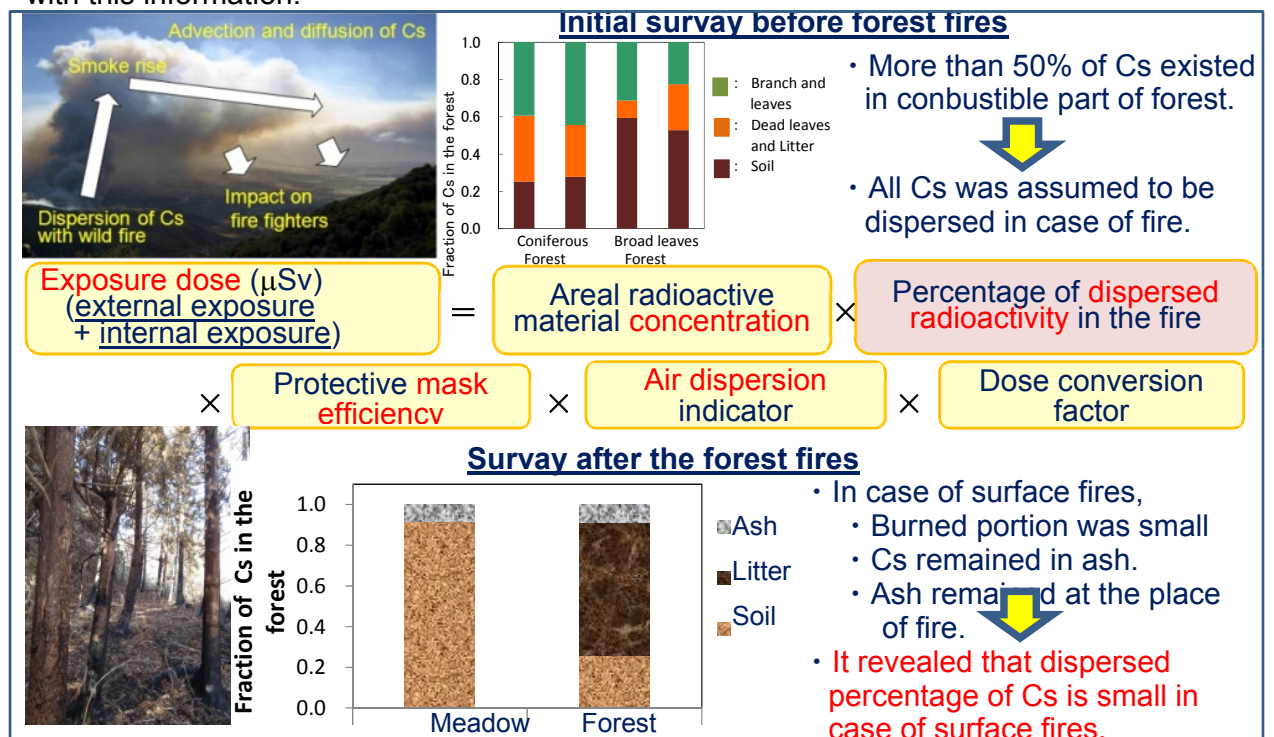 with this information.
Initial survay before forest fires
Advection and diffusion of Cs
Smoke rise
Impact on
fire fighters
Dispersion of Cs
with wild fire
Fraction of Cs in the forest
1.0
0.8
0.6
0.4
0.2
0.0
Coniferous
Forest
Broad leaves
Forest
: Branch and
leaves
: Dead leaves
and Litter
: Soil
・More than 50% of Cs existed
in conbustible part of forest.
・All Cs was assumed to be
dispersed in case of fire.
Exposure dose (μSv)
(external exposure
+ internal exposure)
=
Areal radioactive
material concentration
×
Percentage of dispersed
radioactivity in the fire
×
Protective mask
efficiency
×
Air dispersion
indicator
×
Dose conversion
factor
Survay after the forest fires
Fraction of Cs in the
forest
1.0
0.8
0.6
0.4
0.2
0.0
Meadow
Forest
Ash
Litter
Soil
・In case of surface fires,
・Burned portion was small
・Cs remained in ash.
・Ash remained at the place
of fire.
・It revealed that dispersed
percentage of Cs is small in
case of surface fires.